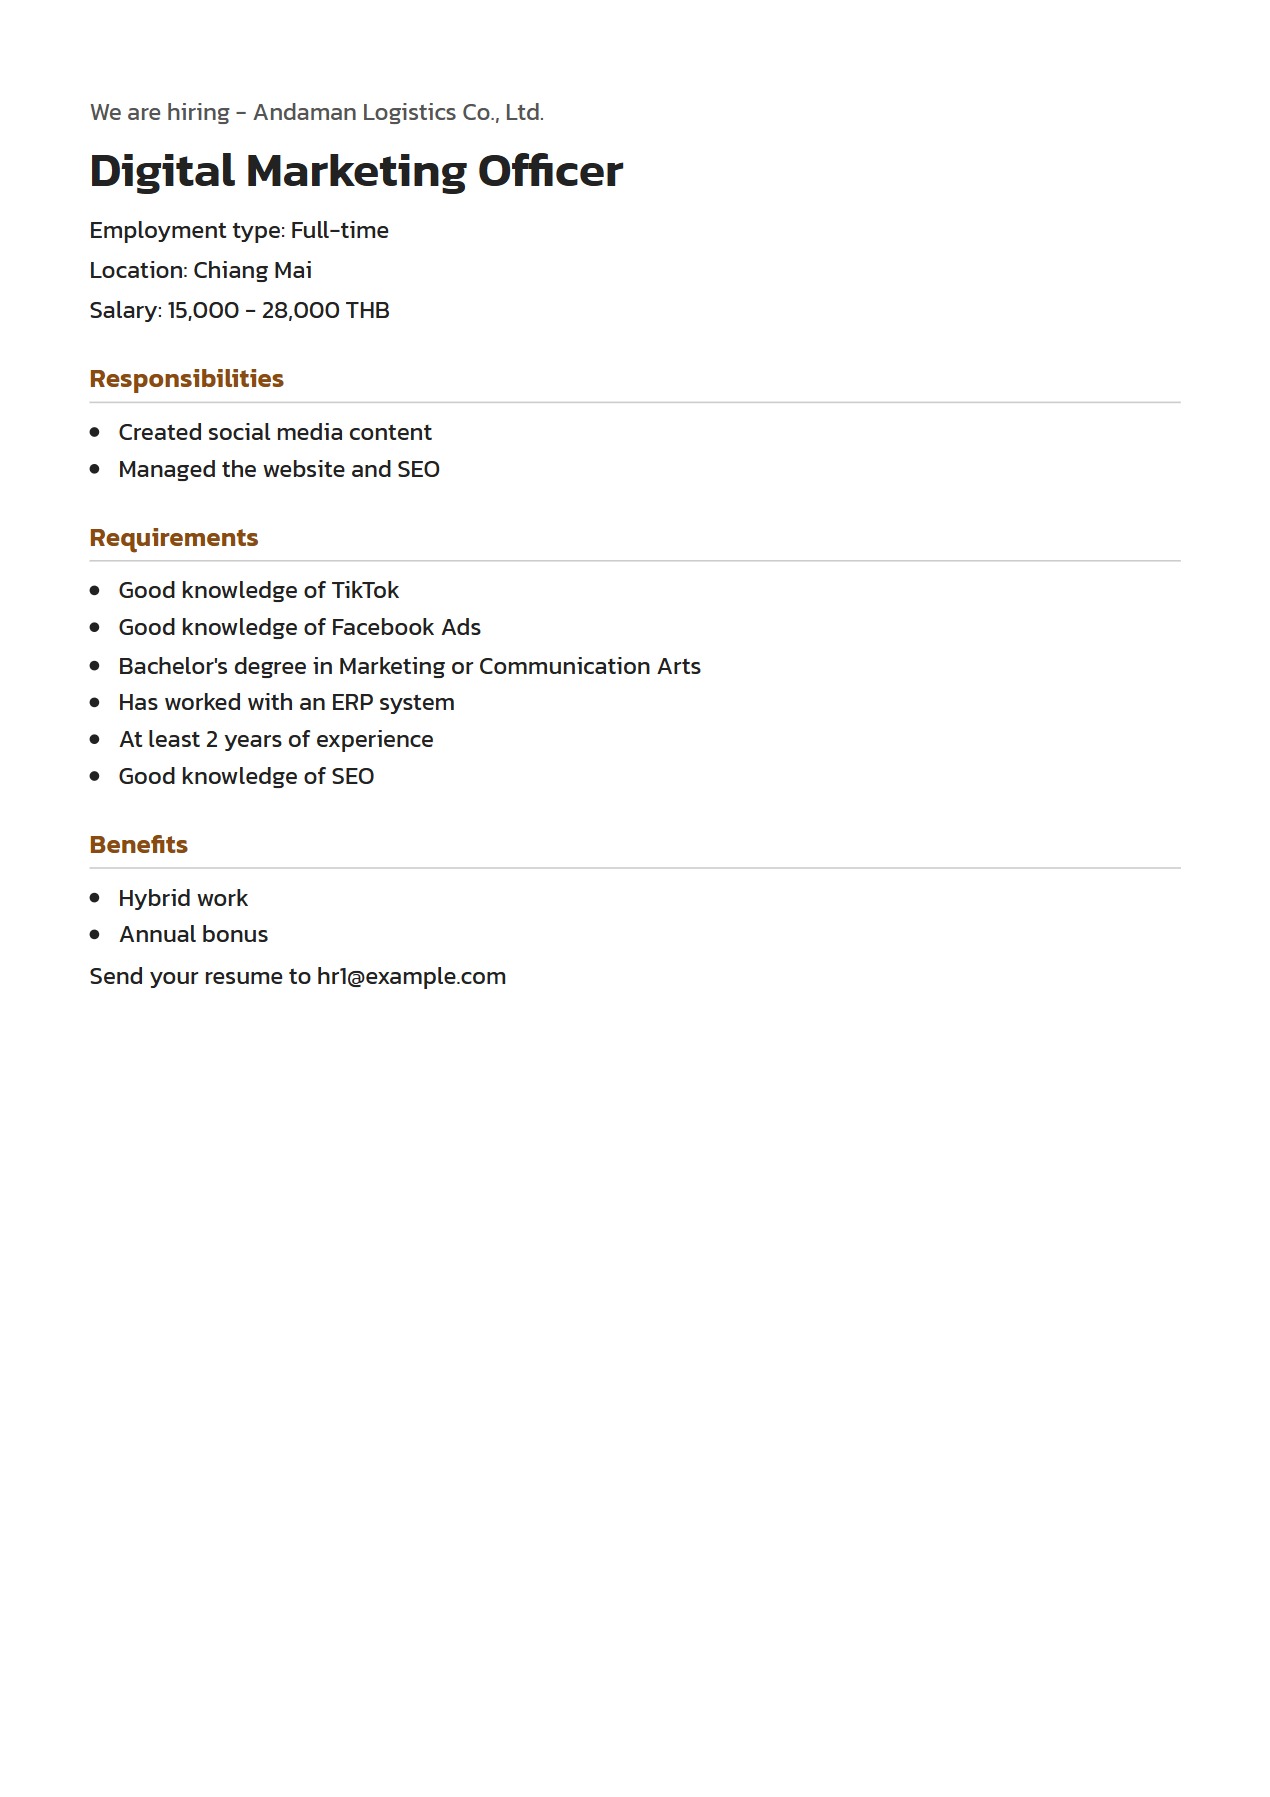 We are hiring - Andaman Logistics Co., Ltd.
Digital Marketing Officer
Employment type: Full-time
Location: Chiang Mai
Salary: 15,000 - 28,000 THB
Responsibilities
Created social media content
Managed the website and SEO
Requirements
Good knowledge of TikTok
Good knowledge of Facebook Ads
Bachelor's degree in Marketing or Communication Arts
Has worked with an ERP system
At least 2 years of experience
Good knowledge of SEO
Benefits
Hybrid work
Annual bonus
Send your resume to hr1@example.com